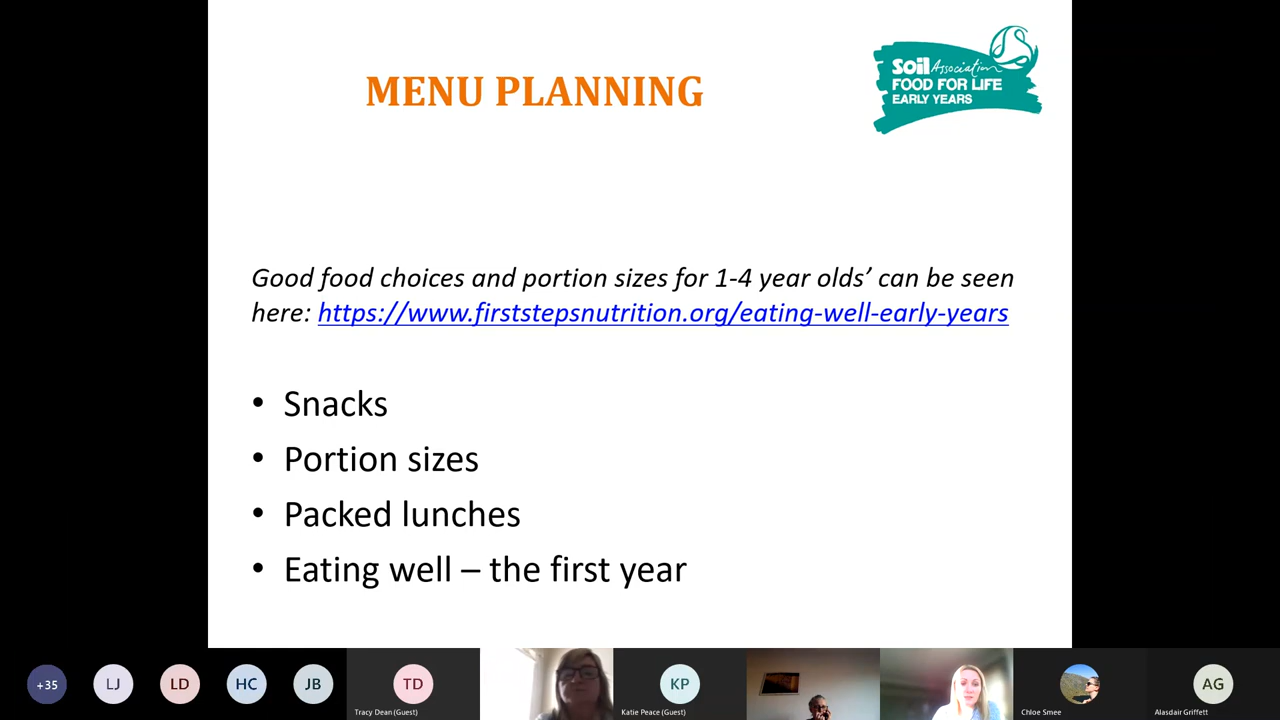 MENU PLANNING
soil Association
FOOD FOR LIFE
EARLY YEARS
Good food choices and portion sizes for 1-4 year olds’ can be seen
here: https://www.firststepsnutrition.org/eating-well-early-years
• Snacks
• Portion sizes
• Packed lunches
• Eating well – the first year
+35
LJ
LD
HC
JB
TD
Tracy Dean (Guest)
KP
Katie Peace (Guest)
Chloe Smee
AG
Alasdair Griffett